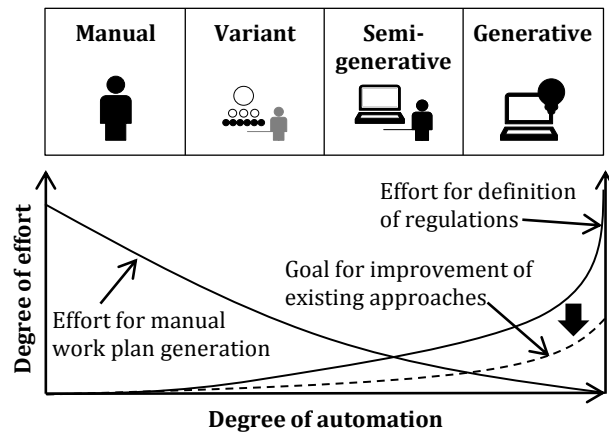 Manual
Variant
Semi-
generative
Generative
Degree of effort
Effort for definition
of regulations
Goal for improvement of
existing approaches
Effort for manual
work plan generation
Degree of automation